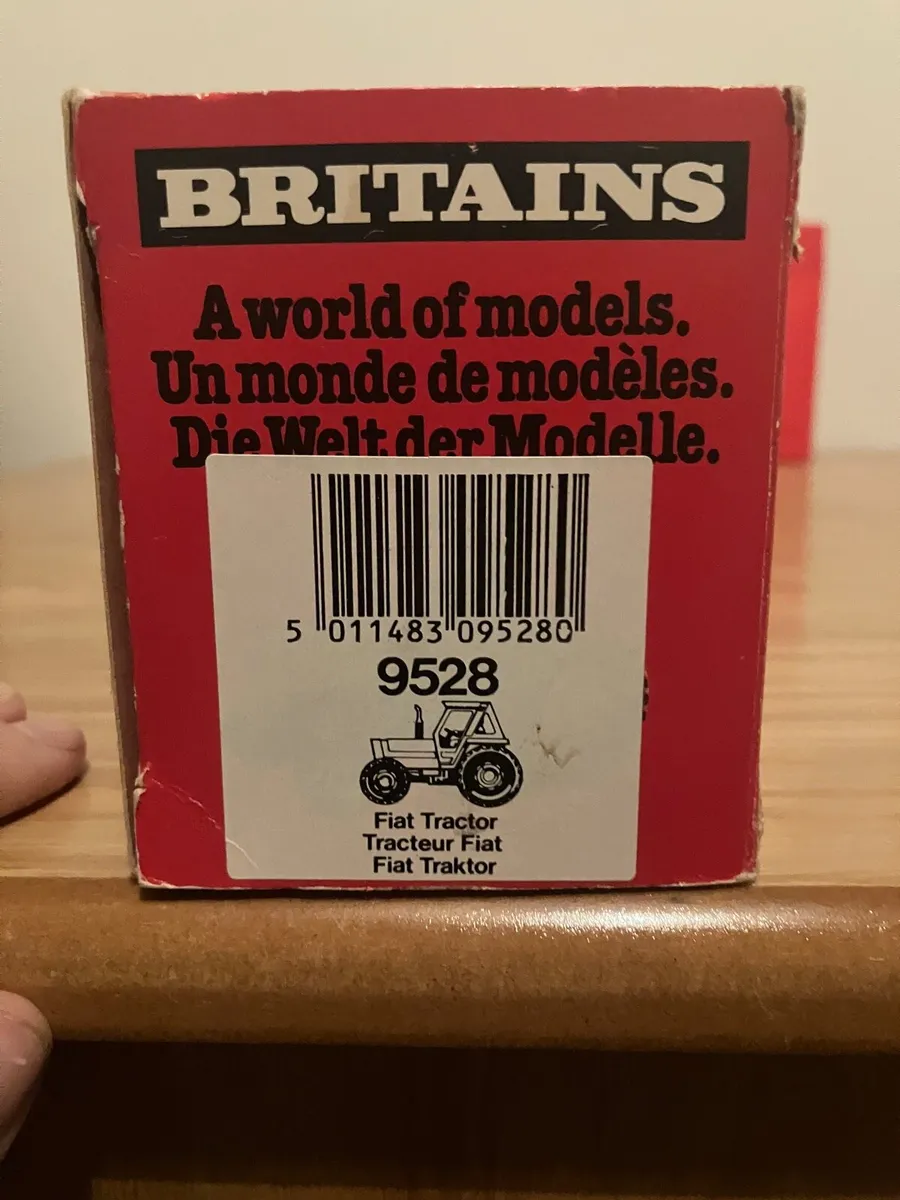 BRITAINS
A world of models.
Un monde de modèles.
Die Welt der Modelle.
5 011483 095280
9528
Fiat Tractor
Tracteur Fiat
Fiat Traktor